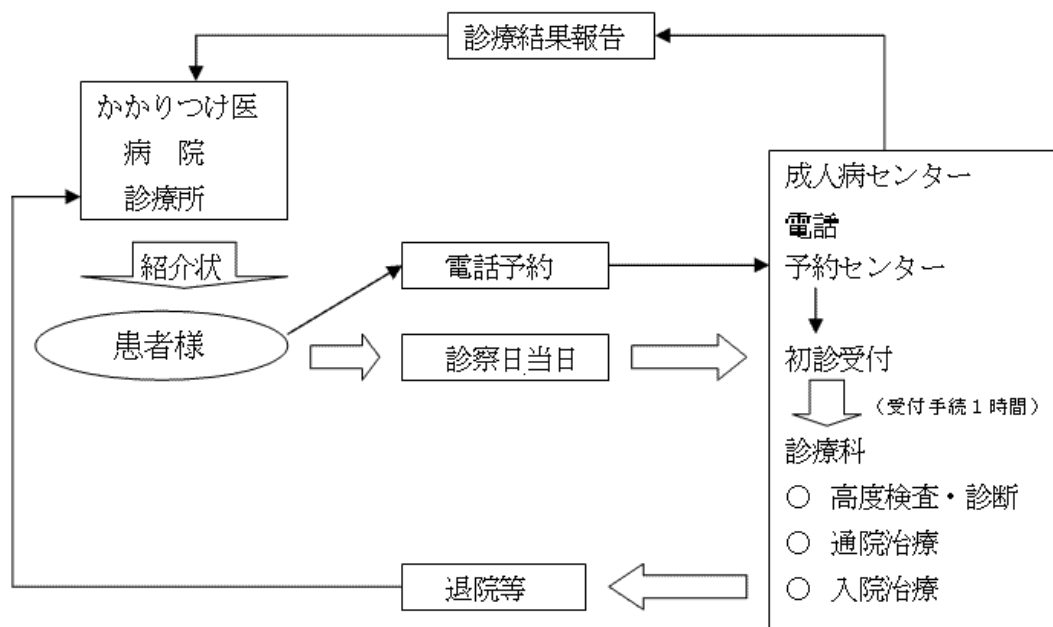 診療結果報告
かかりつけ医
病　院
診療所
紹介状
患者様
電話予約
診察日当日
成人病センター
電話
予約センター
初診受付
（受付手続１時間）
診療科
○ 高度検査・診断
○ 通院治療
○ 入院治療
退院等